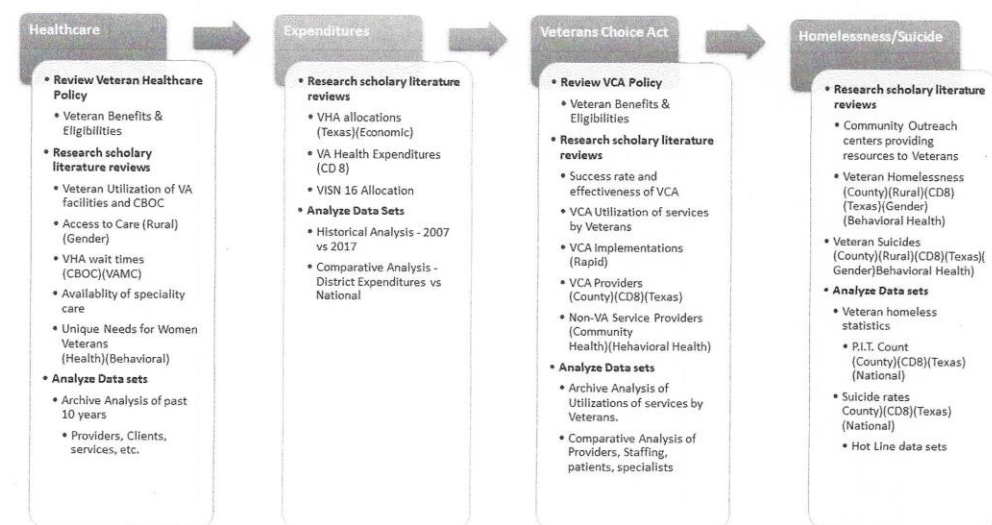 Healthcare
• Review Veteran Healthcare
Policy
• Veteran Benefits &
Eligibilities
• Research scholary
literature reviews
• Veteran Utilization of VA
facilities and CBOC
• Access to Care (Rural)
(Gender)
• VHA wait times
(CBOC)(VAMC)
• Availablity of speciality
care
• Unique Needs for Women
Veterans
(Health)(Behavioral)
• Analyze Data sets
• Archive Analysis of past
10 years
• Providers, Clients,
services, etc.
Expenditures
• Research scholary literature
reviews
• VHA allocations
(Texas)(Economic)
• VA Health Expenditures
(CD 8)
• VISN 16 Allocation
• Analyze Data Sets
• Historical Analysis - 2007
vs 2017
• Comparative Analysis -
District Expenditures vs
National
Veterans Choice Act
• Review VCA Policy
• Veteran Benefits &
Eligibilities
• Research scholary literature
reviews
• Success rate and
effectiveness of VCA
• VCA Utilization of services
by Veterans
• VCA Implementations
(Rapid)
• VCA Providers
(County)(CD8)(Texas)
• Non-VA Service Providers
(Community
Health)(Hehavioral Health)
• Analyze Data sets
• Archive Analysis of
Utilizations of services by
Veterans.
• Comparative Analysis of
Providers, Staffing,
patients, specialists
Homelessness/Suicide
• Research scholary literature
reviews
• Community Outreach
centers providing
resources to Veterans
• Veteran Homelessness
(County)(Rural)(CD8)
(Texas)(Gender)
(Behavioral Health)
• Veteran Suicides
(County)(Rural)(CD8)(Texas)(
Gender)Behavioral Health)
• Analyze Data sets
• Veteran homeless
statistics
• P.I.T. Count
(County)(CD8)(Texas)
(National)
• Suicide rates
County)(CD8)(Texas)
(National)
• Hot Line data sets